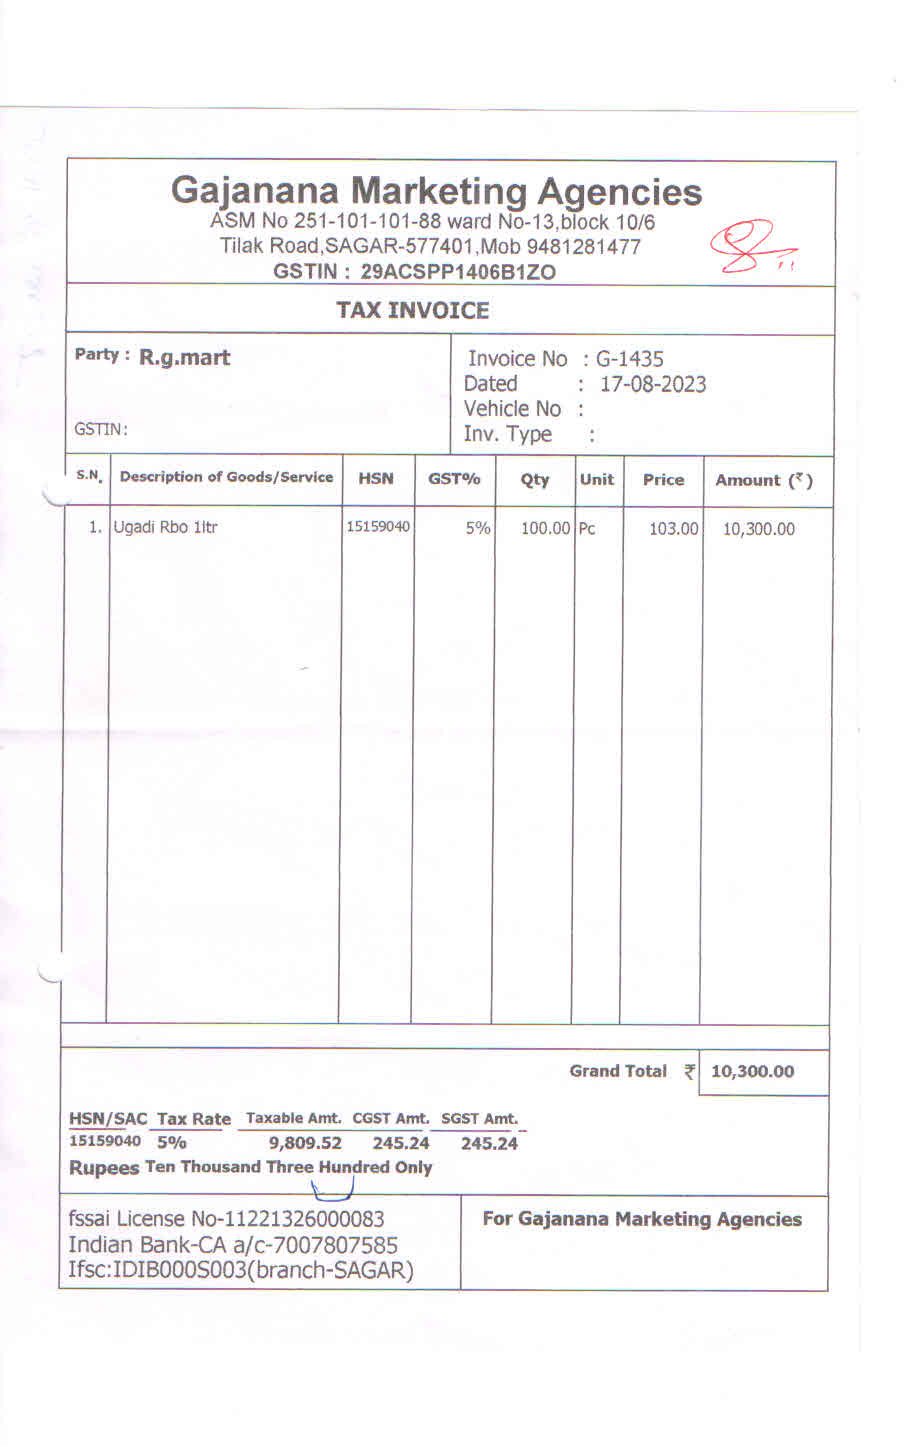 Gajanana Marketing Agencies
ASM No 251-101-101-88 ward No-13,block 10/6
Tilak Road,SAGAR-577401,Mob 9481281477
GSTIN : 29ACSPP1406B1ZO
TAX INVOICE
Party : R.g.mart
GSTIN:
Invoice No : G-1435
Dated : 17-08-2023
Vehicle No :
Inv. Type :
S.N. Description of Goods/Service HSN GST% Qty Unit Price Amount (₹)
1. Ugadi Rbo 1ltr 15159040 5% 100.00 Pc 103.00 10,300.00
Grand Total ₹ 10,300.00
HSN/SAC Tax Rate Taxable Amt. CGST Amt. SGST Amt.
15159040 5% 9,809.52 245.24 245.24
Rupees Ten Thousand Three Hundred Only
fssai License No-11221326000083
Indian Bank-CA a/c-7007807585
Ifsc:IDIB000S003(branch-SAGAR)
For Gajanana Marketing Agencies